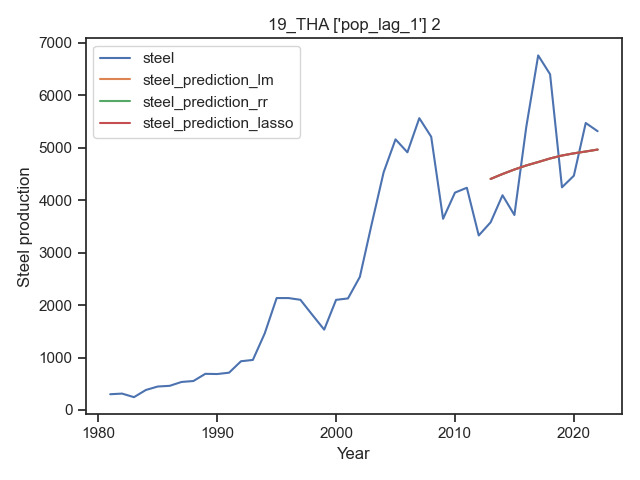 19_THA ['pop_lag_1'] 2
steel
steel_prediction_lm
steel_prediction_rr
steel_prediction_lasso
Steel production
7000
6000
5000
4000
3000
2000
1000
0
1980
1990
2000
2010
2020
Year